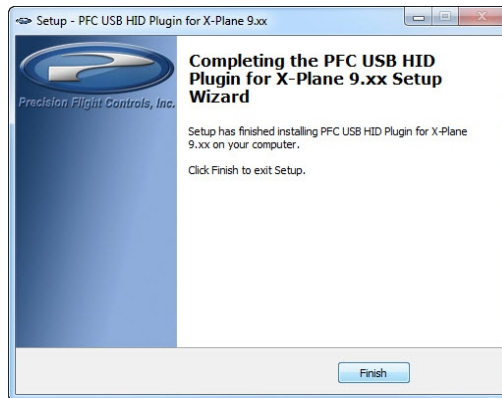 Setup - PFC USB HID Plugin for X-Plane 9.xx
Precision Flight Controls, Inc.
Completing the PFC USB HID
Plugin for X-Plane 9.xx Setup
Wizard
Setup has finished installing PFC USB HID Plugin for X-Plane
9.xx on your computer.
Click Finish to exit Setup.
Finish